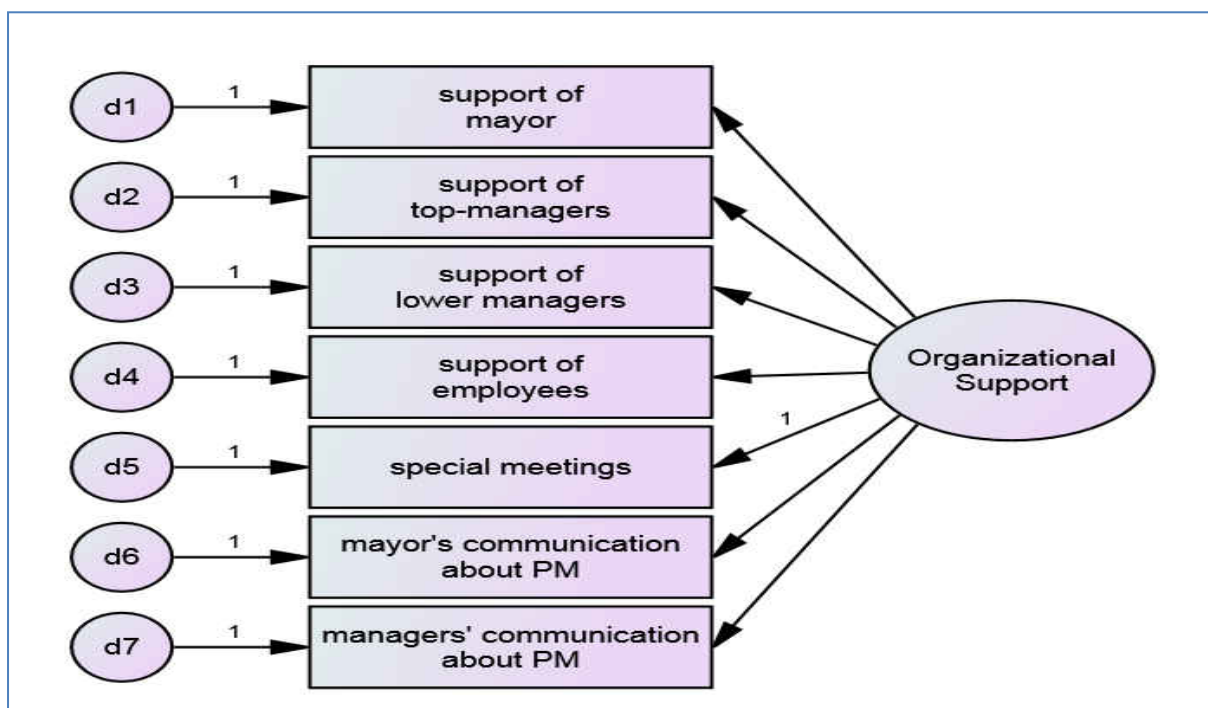 d1
1
support of
mayor
d2
1
support of
top-managers
d3
1
support of
lower managers
d4
1
support of
employees
d5
1
special meetings
1
d6
1
mayor's communication
about PM
d7
1
managers' communication
about PM
Organizational
Support